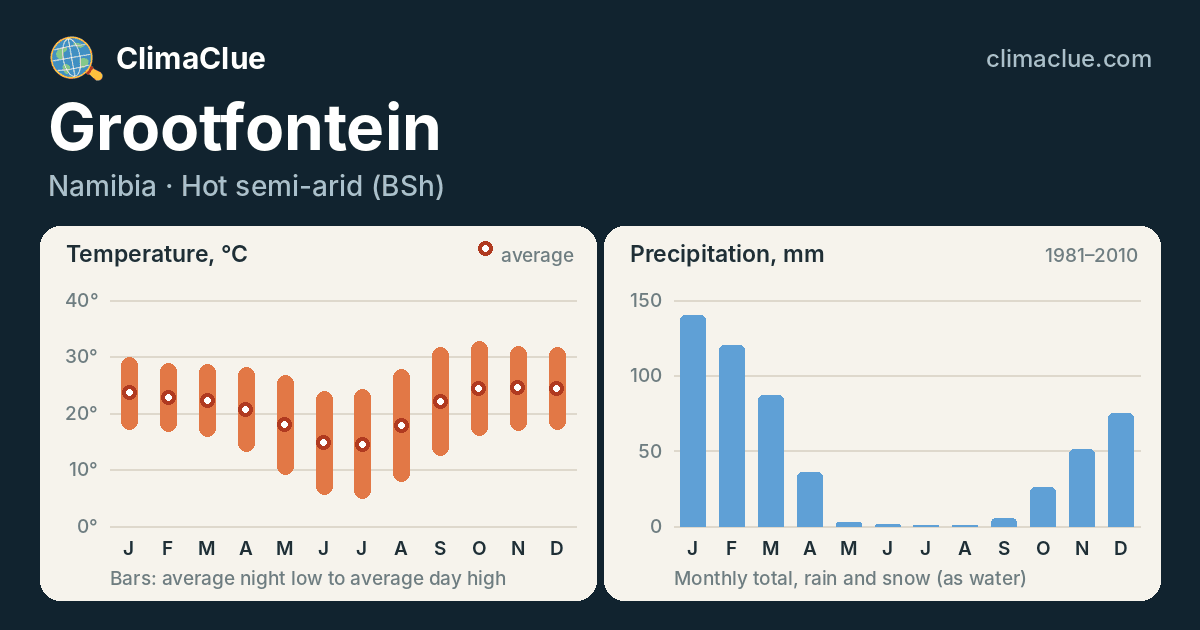 ClimaClue
climaclue.com
Grootfontein
Namibia · Hot semi-arid (BSh)
Temperature, °C
average
40°
30°
20°
10°
0°
J F M A M J J A S O N D
Bars: average night low to average day high
Precipitation, mm
1981–2010
150
100
50
0
J F M A M J J A S O N D
Monthly total, rain and snow (as water)